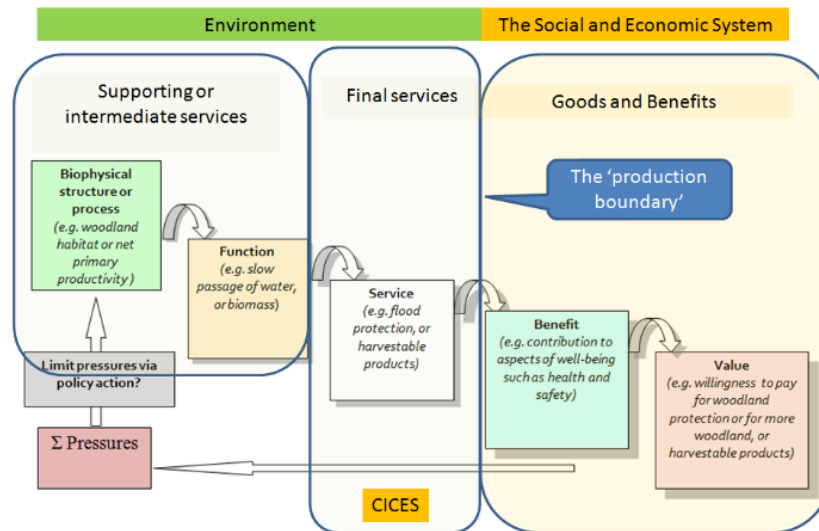 Environment
The Social and Economic System
Supporting or
intermediate services
Final services
Goods and Benefits
Biophysical
structure or
process
(e.g. woodland
habitat or net
primary
productivity )
The ‘production
boundary’
Function
(e.g. slow
passage of water,
or biomass)
Service
(e.g. flood
protection, or
harvestable
products)
Benefit
(e.g. contribution to
aspects of well-being
such as health and
safety)
Value
(e.g. willingness to pay
for woodland
protection or for more
woodland, or
harvestable products)
Limit pressures via
policy action?
Σ Pressures
CICES